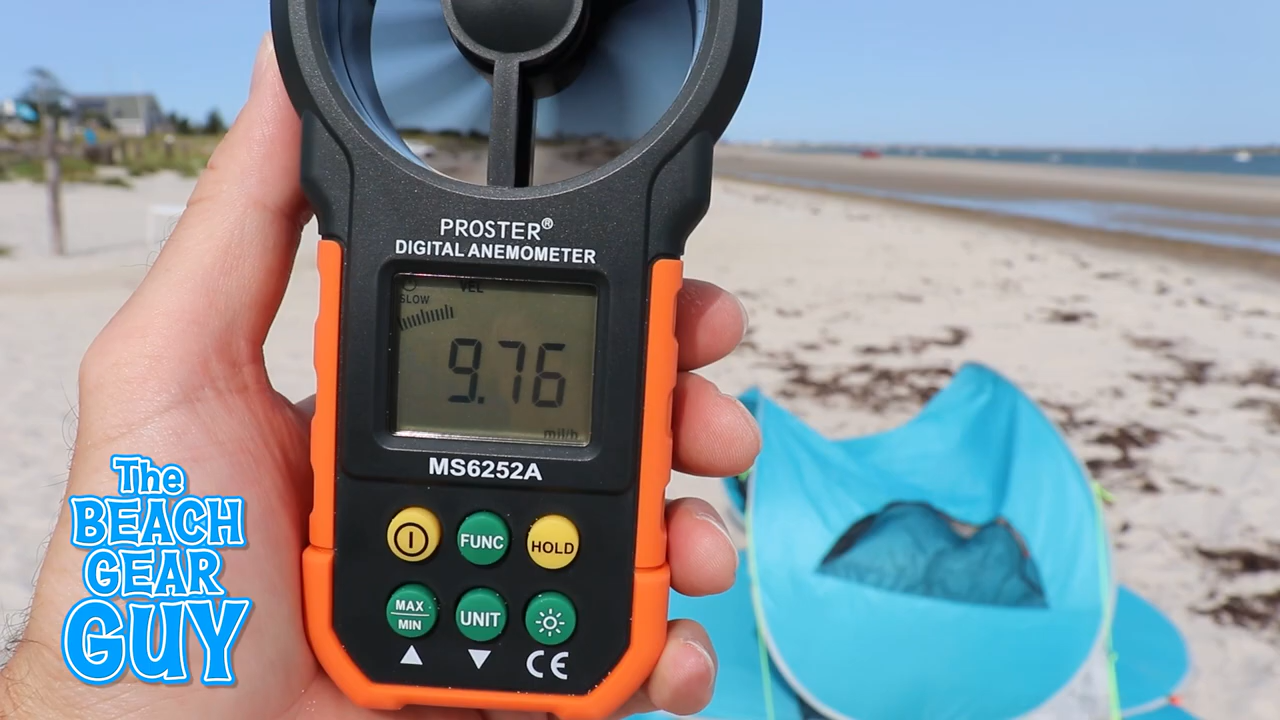 PROSTER®
DIGITAL ANEMOMETER
VEL
SLOW
9.76
mil/h
MS6252A
FUNC
HOLD
MAX
MIN
UNIT
CE
The
BEACH
GEAR
GUY